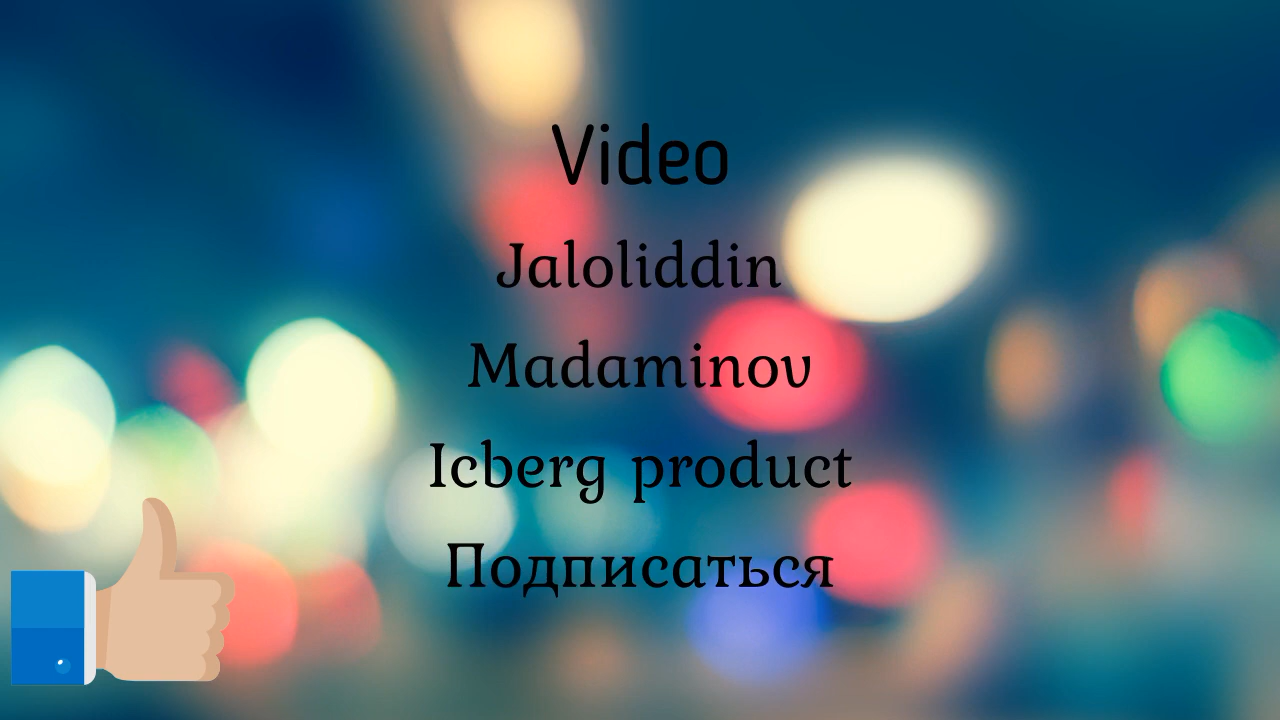 Video
Jaloliddin
Madaminov
Icberg product
Подписаться